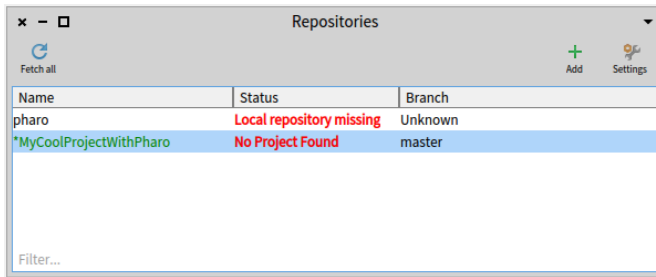 Repositories
Fetch all
Add
Settings
Name Status Branch
pharo Local repository missing Unknown
*MyCoolProjectWithPharo No Project Found master
Filter...